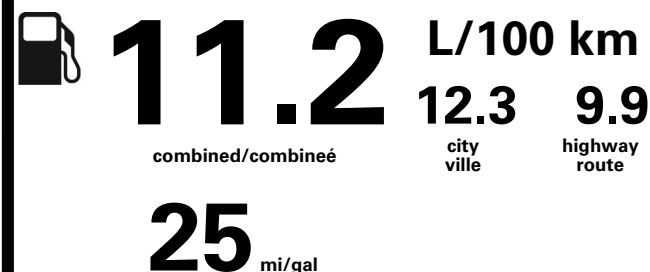 11.2 L/100 km
12.3 9.9
combined/combineé city highway
ville route
25 mi/gal